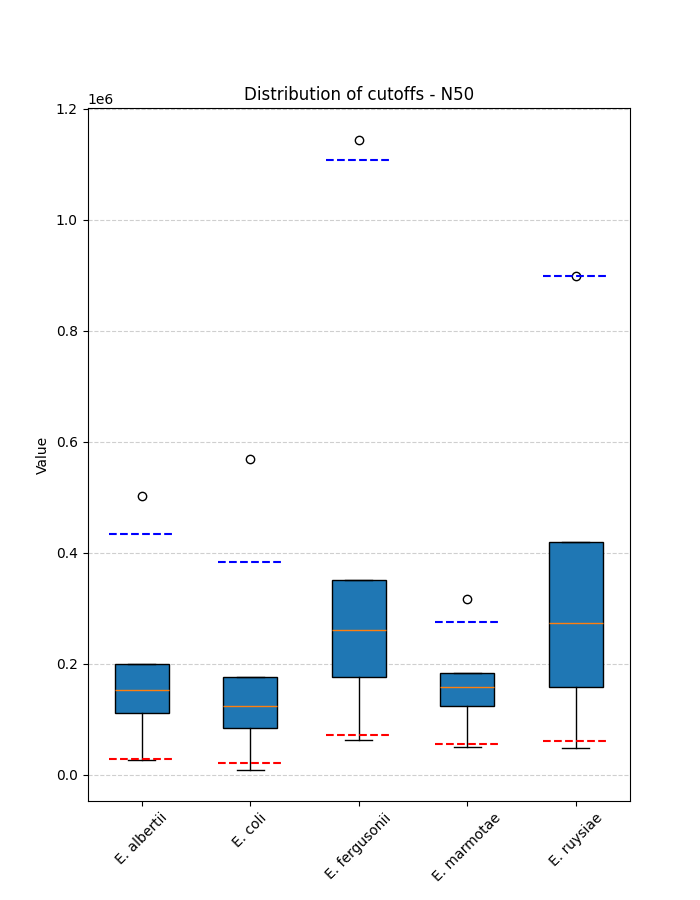 Distribution of cutoffs - N50
1e6
1.2
1.0
0.8
0.6
0.4
0.2
0.0
Value
E. albertii
E. coli
E. fergusonii
E. marmotae
E. ruysiae